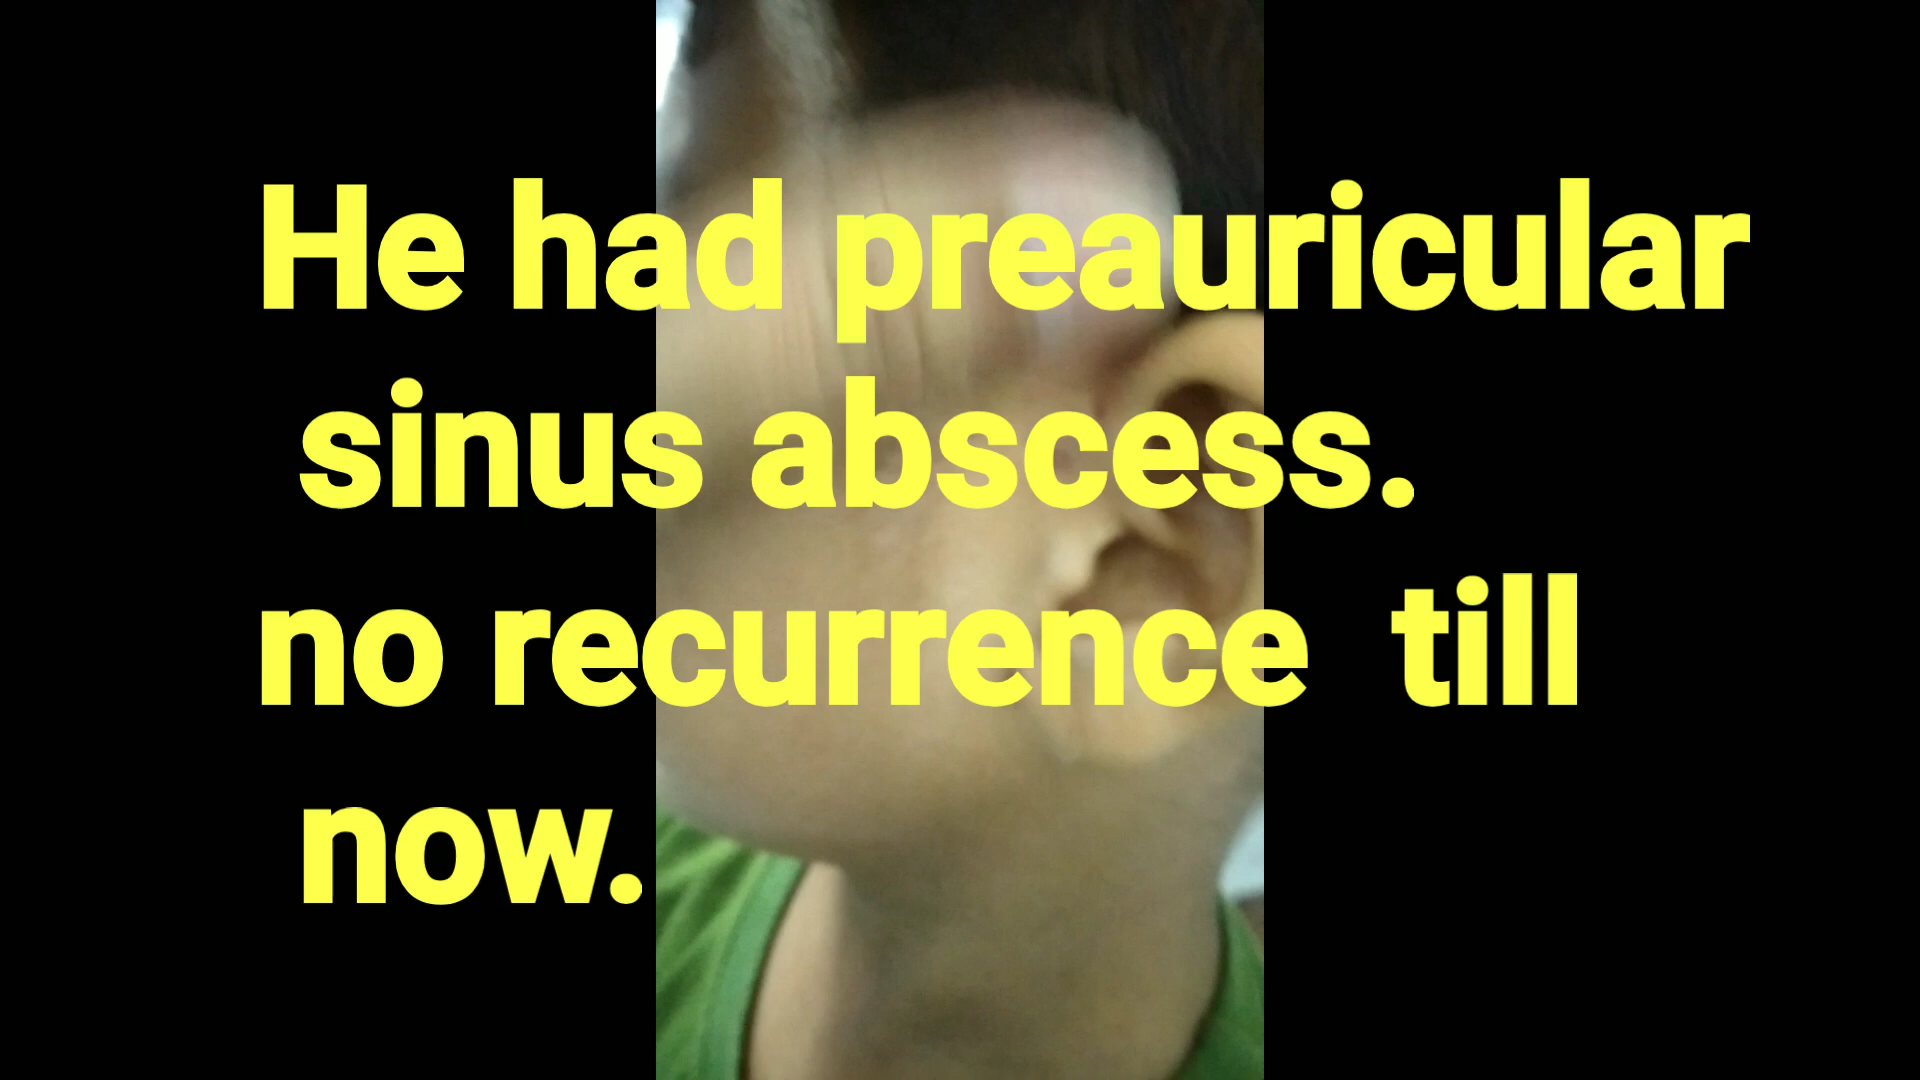 He had preauricular
sinus abscess.
no recurrence till
now.